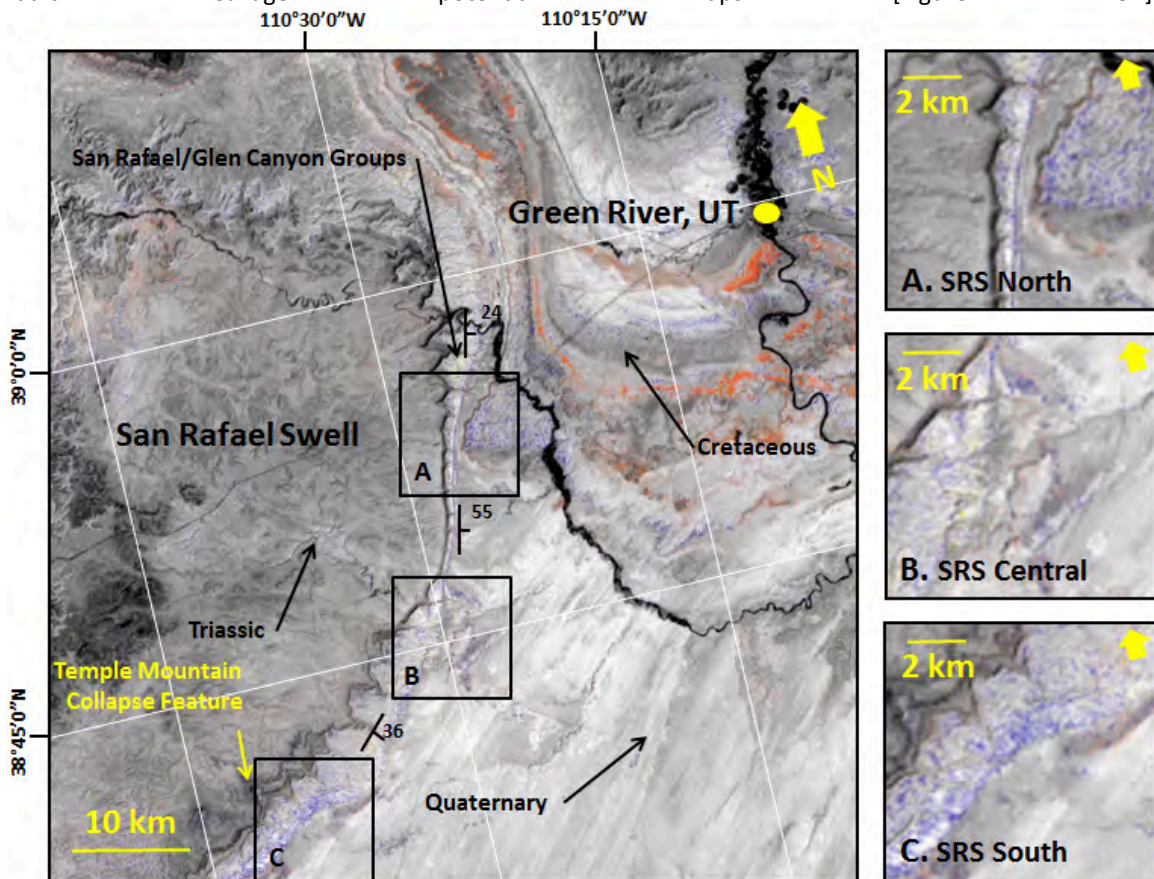 110°30'0"W
110°15'0"W
San Rafael/Glen Canyon Groups
N
Green River, UT
24
39°0'0"N
San Rafael Swell
A
Cretaceous
55
Triassic
B
Temple Mountain
Collapse Feature
36
38°45'0"N
Quaternary
10 km
C
2 km
A. SRS North
2 km
B. SRS Central
2 km
C. SRS South